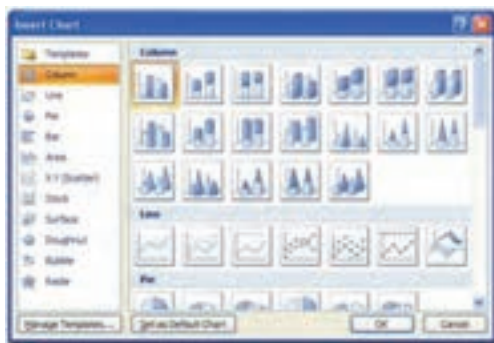 Insert Chart
Templates
Column
Line
Pie
Bar
Area
X Y (Scatter)
Stock
Surface
Doughnut
Bubble
Radar
Column
Line
Pie
Manage Templates...
Set as Default Chart
OK
Cancel